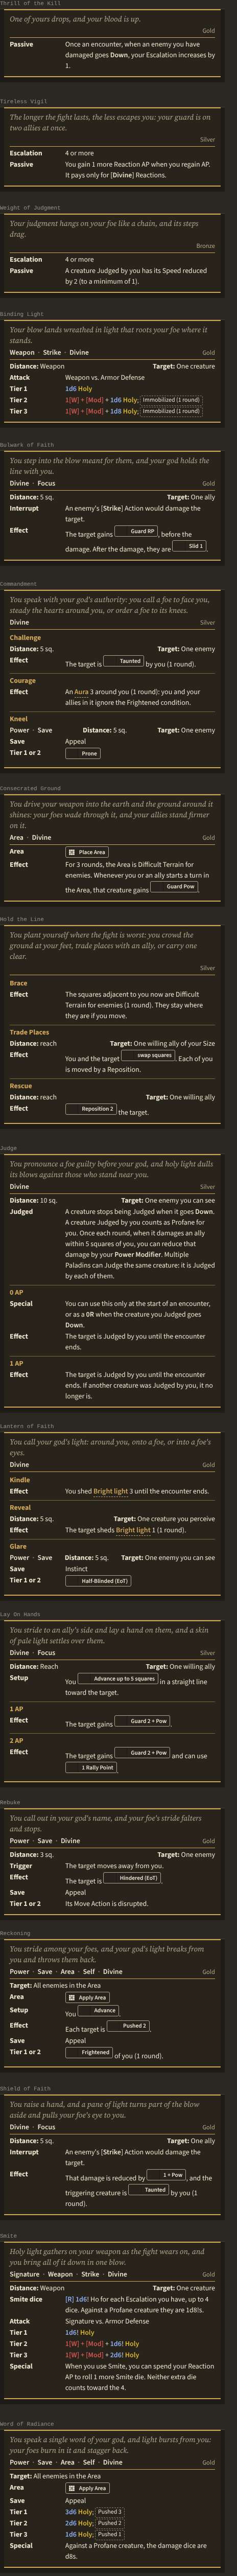 Thrill of the Kill
One of yours drops, and your blood is up.
Gold
Passive Once an encounter, when an enemy you have
damaged goes Down, your Escalation increases by
1.
Tireless Vigil
The longer the fight lasts, the less escapes you: your guard is on
two allies at once.
Silver
Escalation 4 or more
Passive You gain 1 more Reaction AP when you regain AP.
It pays only for [Divine] Reactions.
Weight of Judgment
Your judgment hangs on your foe like a chain, and its steps
drag.
Bronze
Escalation 4 or more
Passive A creature Judged by you has its Speed reduced
by 2 (to a minimum of 1).
Binding Light
Your blow lands wreathed in light that roots your foe where it
stands.
Weapon · Strike · Divine Gold
Distance: Weapon Target: One creature
Attack Weapon vs. Armor Defense
Tier 1 1d6 Holy
Tier 2 1[W] + [Mod] + 1d6 Holy; Immobilized (1 round)
Tier 3 1[W] + [Mod] + 1d8 Holy; Immobilized (1 round)
Bulwark of Faith
You step into the blow meant for them, and your god holds the
line with you.
Divine · Focus Gold
Distance: 5 sq. Target: One ally
Interrupt An enemy's [Strike] Action would damage the
target.
Effect The target gains Guard RP, before the
damage. After the damage, they are Slid 1.
Commandment
You speak with your god's authority: you call a foe to face you,
steady the hearts around you, or order a foe to its knees.
Divine Silver
Challenge
Distance: 5 sq. Target: One enemy
Effect The target is Taunted by you (1 round).
Courage
Effect An Aura 3 around you (1 round): you and your
allies in it ignore the Frightened condition.
Kneel
Power · Save Distance: 5 sq. Target: One enemy
Save Appeal
Tier 1 or 2 Prone
Consecrated Ground
You drive your weapon into the earth and the ground around it
shines: your foes wade through it, and your allies stand firmer
on it.
Area · Divine Gold
Area Place Area
Effect For 3 rounds, the Area is Difficult Terrain for
enemies. Whenever you or an ally starts a turn in
the Area, that creature gains Guard Pow.
Hold the Line
You plant yourself where the fight is worst: you crowd the
ground at your feet, trade places with an ally, or carry one
clear.
Silver
Brace
Effect The squares adjacent to you now are Difficult
Terrain for enemies (1 round). They stay where
they are if you move.
Trade Places
Distance: reach Target: One willing ally of your Size
Effect You and the target swap squares. Each of you
is moved by a Reposition.
Rescue
Distance: reach Target: One willing ally
Effect Reposition 2 the target.
Judge
You pronounce a foe guilty before your god, and holy light dulls
its blows against those who stand near you.
Divine Silver
Distance: 10 sq. Target: One enemy you can see
Judged A creature stops being Judged when it goes Down.
A creature Judged by you counts as Profane for
you. Once each round, when it damages an ally
within 5 squares of you, you can reduce that
damage by your Power Modifier. Multiple
Paladins can Judge the same creature: it is Judged
by each of them.
0 AP
Special You can use this only at the start of an encounter,
or as a 0R when the creature you Judged goes
Down.
Effect The target is Judged by you until the encounter
ends.
1 AP
Effect The target is Judged by you until the encounter
ends. If another creature was Judged by you, it no
longer is.
Lantern of Faith
You call your god's light: around you, onto a foe, or into a foe's
eyes.
Divine Gold
Kindle
Effect You shed Bright light 3 until the encounter ends.
Reveal
Distance: 5 sq. Target: One creature you perceive
Effect The target sheds Bright light 1 (1 round).
Glare
Power · Save Distance: 5 sq. Target: One enemy you can see
Save Instinct
Tier 1 or 2 Half-Blinded (EoT)
Lay On Hands
You stride to an ally's side and lay a hand on them, and a skin
of pale light settles over them.
Divine · Focus Silver
Distance: Reach Target: One willing ally
Setup You Advance up to 5 squares in a straight line
toward the target.
1 AP
Effect The target gains Guard 2 + Pow.
2 AP
Effect The target gains Guard 2 + Pow and can use
1 Rally Point.
Rebuke
You call out in your god's name, and your foe's stride falters
and stops.
Power · Save · Divine Gold
Distance: 3 sq. Target: One enemy
Trigger The target moves away from you.
Effect The target is Hindered (EoT).
Save Appeal
Tier 1 or 2 Its Move Action is disrupted.
Reckoning
You stride among your foes, and your god's light breaks from
you and throws them back.
Power · Save · Area · Self · Divine Gold
Target: All enemies in the Area
Area Apply Area
Setup You Advance.
Effect Each target is Pushed 2.
Save Appeal
Tier 1 or 2 Frightened of you (1 round).
Shield of Faith
You raise a hand, and a pane of light turns part of the blow
aside and pulls your foe's eye to you.
Divine · Focus Gold
Distance: 5 sq. Target: One ally
Interrupt An enemy's [Strike] Action would damage the
target.
Effect That damage is reduced by 1 + Pow, and the
triggering creature is Taunted by you (1
round).
Smite
Holy light gathers on your weapon as the fight wears on, and
you bring all of it down in one blow.
Signature · Weapon · Strike · Divine Gold
Distance: Weapon Target: One creature
Smite dice [R] 1d6! Ho for each Escalation you have, up to 4
dice. Against a Profane creature they are 1d8!s.
Attack Signature vs. Armor Defense
Tier 1 1d6! Holy
Tier 2 1[W] + [Mod] + 1d6! Holy
Tier 3 1[W] + [Mod] + 2d6! Holy
Special When you use Smite, you can spend your Reaction
AP to roll 1 more Smite die. Neither extra die
counts toward the 4.
Word of Radiance
You speak a single word of your god, and light bursts from you:
your foes burn in it and stagger back.
Power · Save · Area · Self · Divine Gold
Target: All enemies in the Area
Area Apply Area
Save Appeal
Tier 1 3d6 Holy; Pushed 3
Tier 2 2d6 Holy; Pushed 2
Tier 3 1d6 Holy; Pushed 1
Special Against a Profane creature, the damage dice are
d8s.